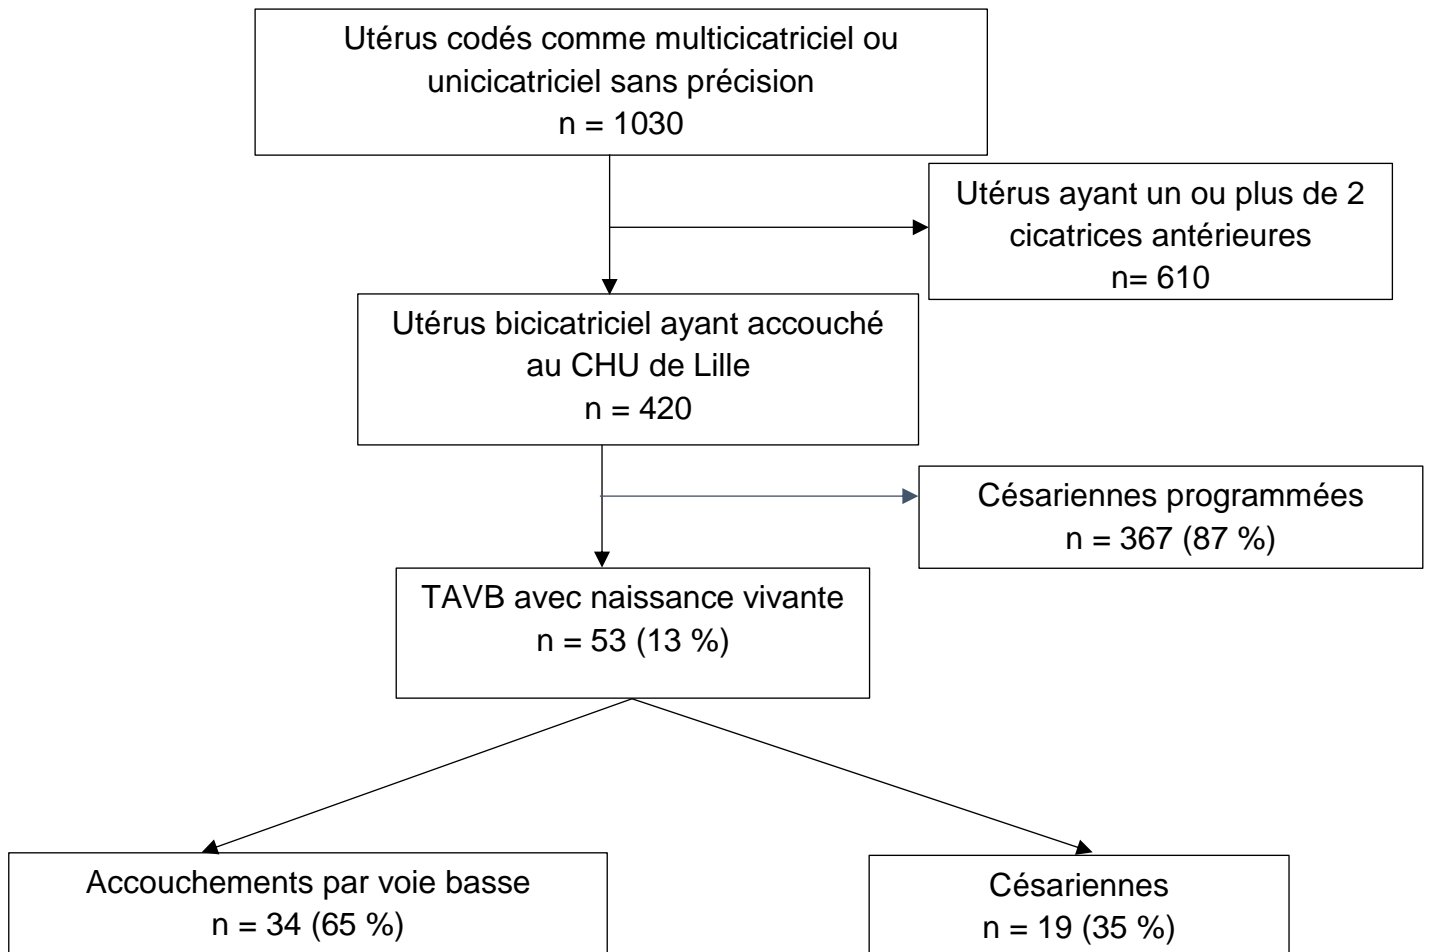 Utérus codés comme multicicatriciel ou
unicicatriciel sans précision
n = 1030
Utérus ayant un ou plus de 2
cicatrices antérieures
n= 610
Utérus bicicatriciel ayant accouché
au CHU de Lille
n = 420
Césariennes programmées
n = 367 (87 %)
TAVB avec naissance vivante
n = 53 (13 %)
Accouchements par voie basse
n = 34 (65 %)
Césariennes
n = 19 (35 %)